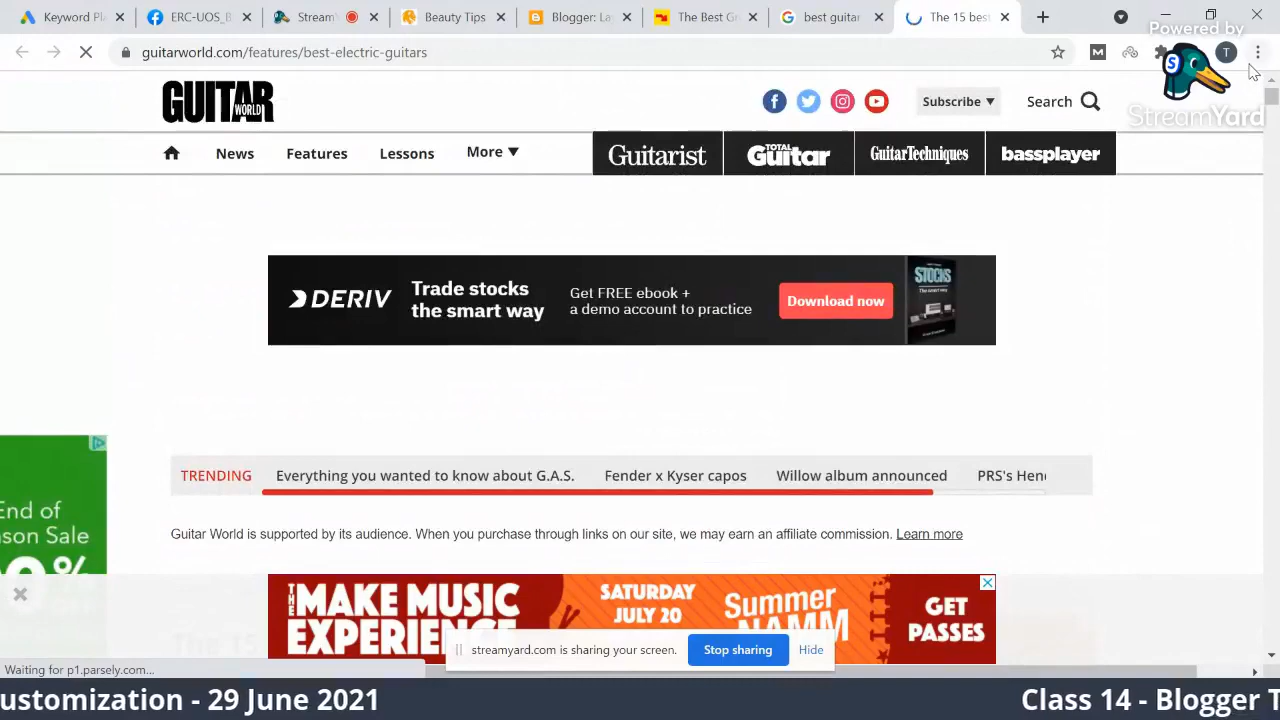 Keyword Pl
ERC-UOS_
StreamY
Beauty Tips
Blogger: La
The Best Gr
best guitar
The 15 best
guitarworld.com/features/best-electric-guitars
M
T
Powered by
S
StreamYard
GUITAR
WORLD
Subscribe ▼
Search
News
Features
Lessons
More ▼
Guitarist
TOTAL
Guitar
GuitarTechniques
bassplayer
DERIV
Trade stocks
the smart way
Get FREE ebook +
a demo account to practice
Download now
STOCKS
TRENDING
Everything you wanted to know about G.A.S.
Fender x Kyser capos
Willow album announced
PRS's Hen
End of
son Sale
Guitar World is supported by its audience. When you purchase through links on our site, we may earn an affiliate commission. Learn more
THE MAKE MUSIC
EXPERIENCE
SATURDAY
JULY 20
Summer
NAMM
GET
PASSES
The 15
streamyard.com is sharing your screen.
Stop sharing
Hide
Waiting for p1.parsely.com...
ustomization - 29 June 2021
Class 14 - Blogger T